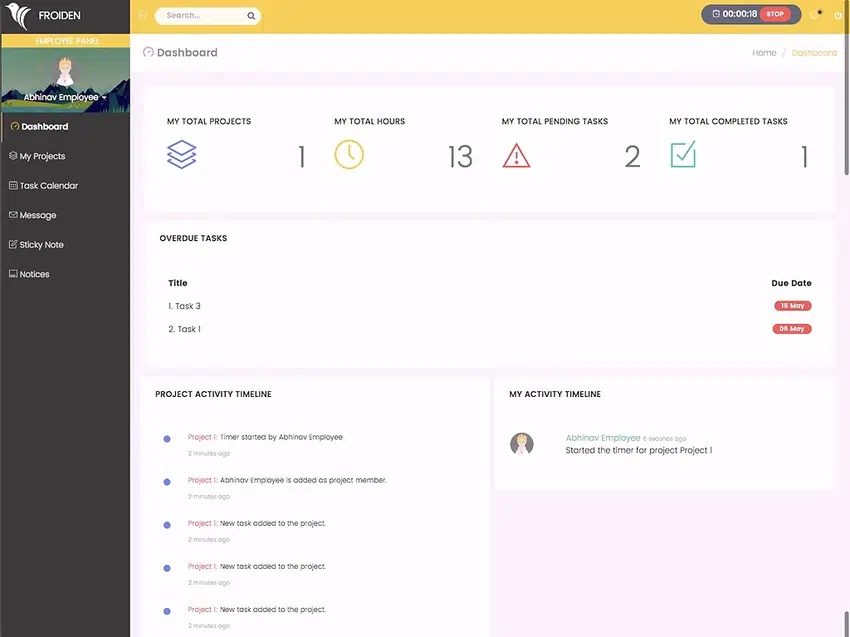 FROIDEN
Search...
00:00:18 STOP
EMPLOYEE PANEL
Abhinav Employee
Dashboard
My Projects
Task Calendar
Message
Sticky Note
Notices
Dashboard
Home / Dashboard
MY TOTAL PROJECTS
1
MY TOTAL HOURS
13
MY TOTAL PENDING TASKS
2
MY TOTAL COMPLETED TASKS
1
OVERDUE TASKS
Title Due Date
1. Task 3 15 May
2. Task 1 06 May
PROJECT ACTIVITY TIMELINE
Project 1: Timer started by Abhinav Employee
2 minutes ago
Project 1: Abhinav Employee is added as project member.
2 minutes ago
Project 1: New task added to the project.
2 minutes ago
Project 1: New task added to the project.
2 minutes ago
Project 1: New task added to the project.
2 minutes ago
MY ACTIVITY TIMELINE
Abhinav Employee 6 seconds ago
Started the timer for project Project 1